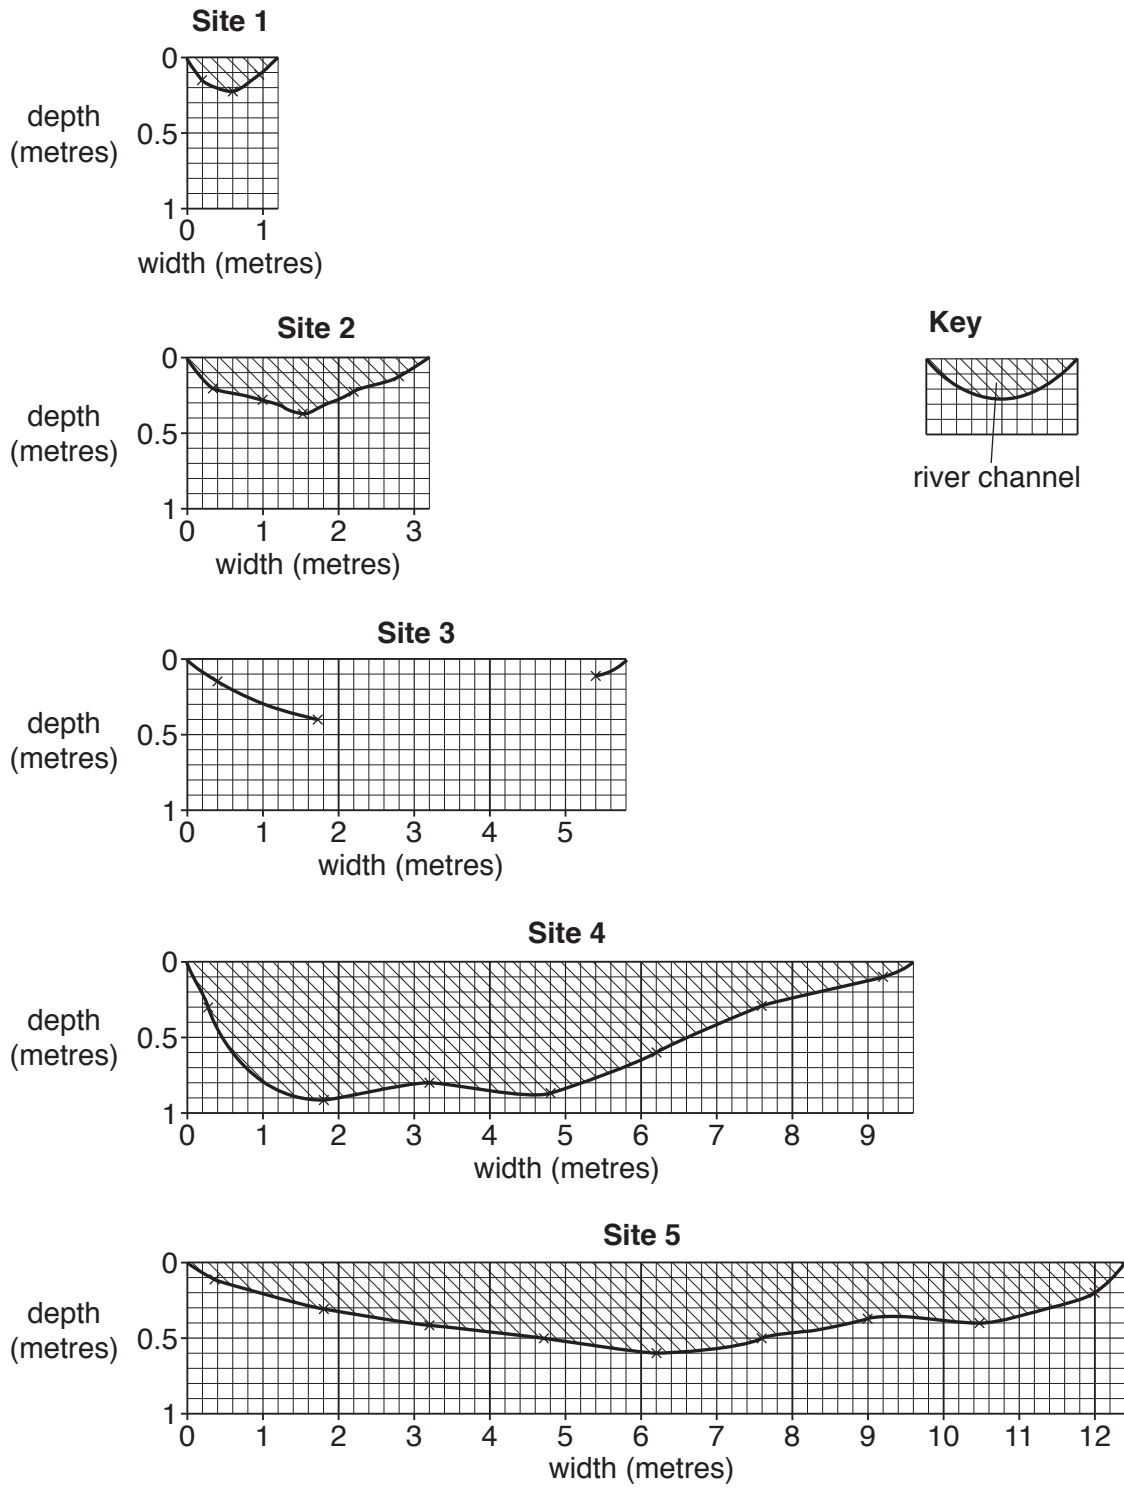 Site 1
0
depth
(metres)
0.5
1
0 1
width (metres)
Site 2
0
depth
(metres)
0.5
1
0 1 2 3
width (metres)
Key
river channel
Site 3
0
depth
(metres)
0.5
1
0 1 2 3 4 5
width (metres)
Site 4
0
depth
(metres)
0.5
1
0 1 2 3 4 5 6 7 8 9
width (metres)
Site 5
0
depth
(metres)
0.5
1
0 1 2 3 4 5 6 7 8 9 10 11 12
width (metres)